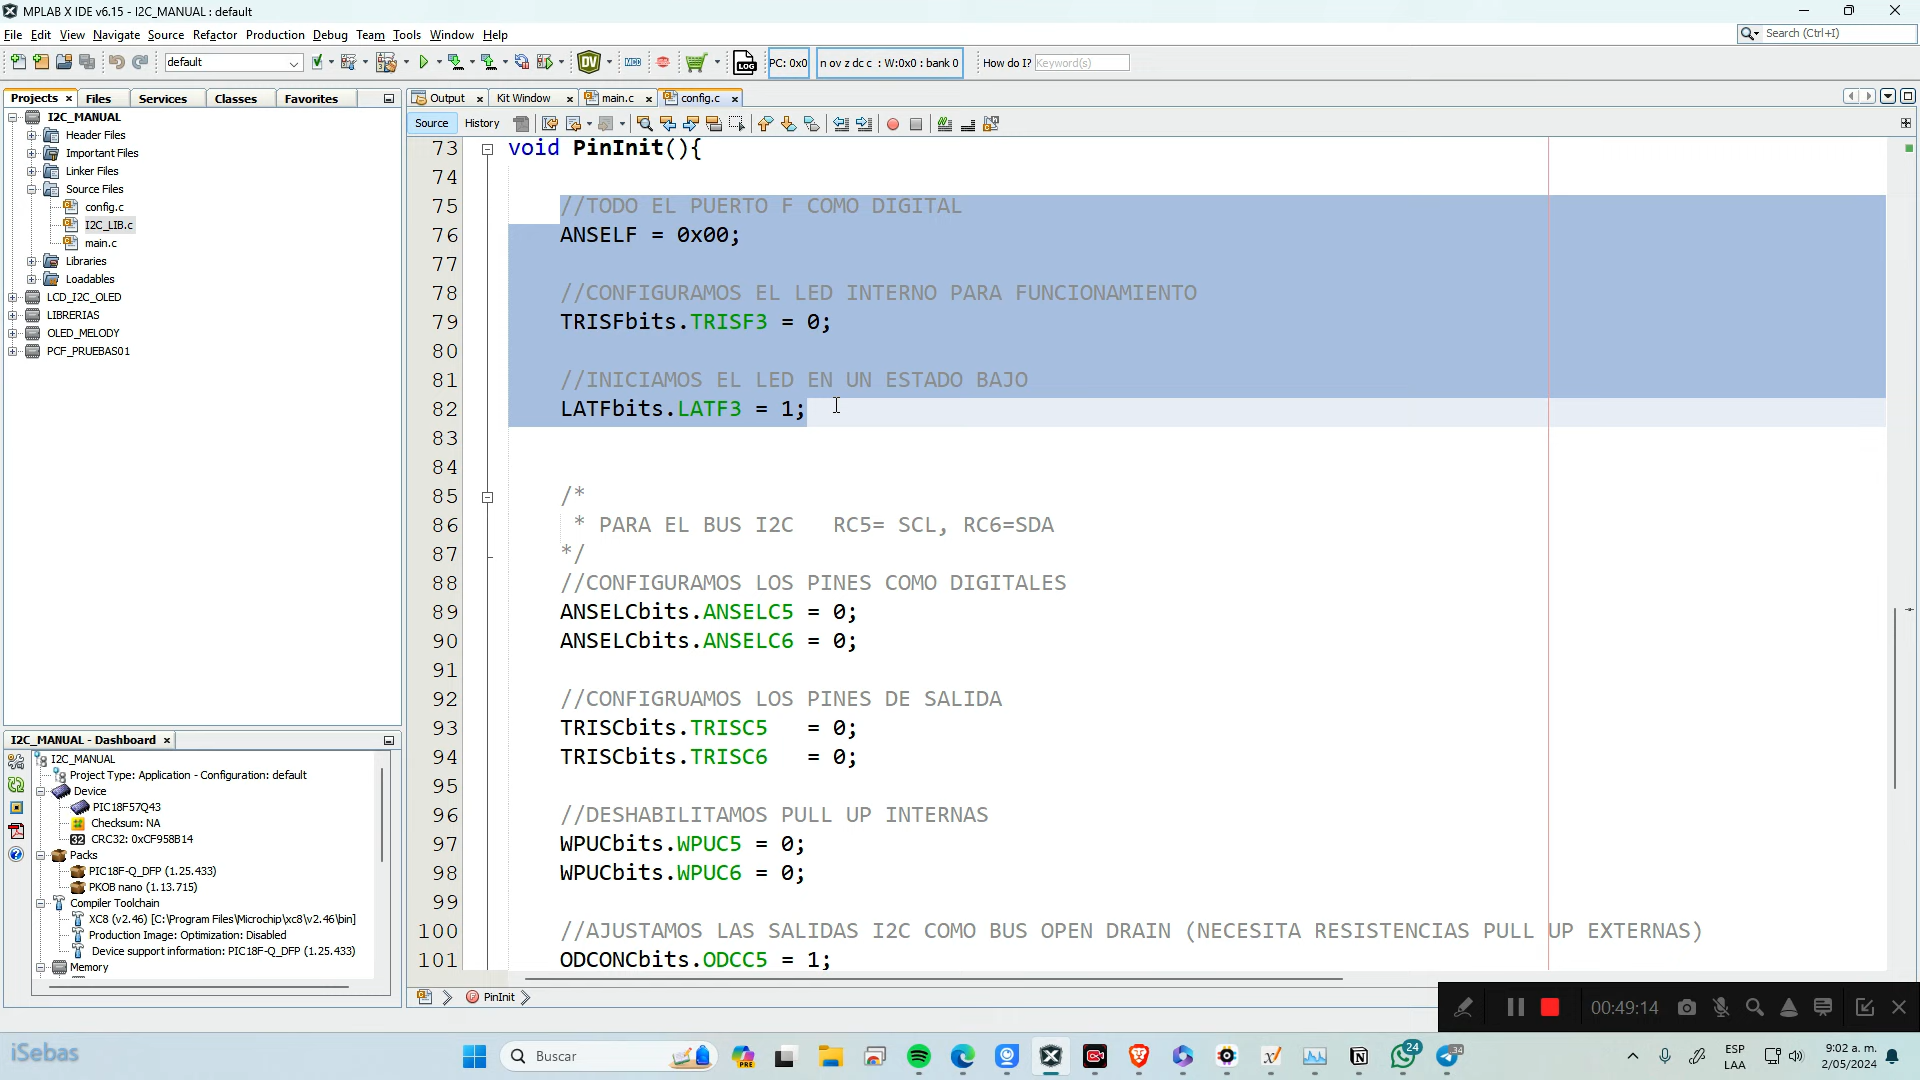 MPLAB X IDE v6.15 - I2C_MANUAL : default
File Edit View Navigate Source Refactor Production Debug Team Tools Window Help
Search (Ctrl+I)
default
DV
LOG
PC: 0x0
n ov z dc c : W:0x0 : bank 0
How do I? Keyword(s)
Projects Files Services Classes Favorites
Output Kit Window main.c config.c
Source History
I2C_MANUAL
Header Files
Important Files
Linker Files
Source Files
config.c
I2C_LIB.c
main.c
Libraries
Loadables
LCD_I2C_OLED
LIBRERIAS
OLED_MELODY
PCF_PRUEBAS01
73 void PinInit(){
74
75 //TODO EL PUERTO F COMO DIGITAL
76 ANSELF = 0x00;
77
78 //CONFIGURAMOS EL LED INTERNO PARA FUNCIONAMIENTO
79 TRISFbits.TRISF3 = 0;
80
81 //INICIAMOS EL LED EN UN ESTADO BAJO
82 LATFbits.LATF3 = 1;
83
84
85 /*
86 * PARA EL BUS I2C RC5= SCL, RC6=SDA
87 */
88 //CONFIGURAMOS LOS PINES COMO DIGITALES
89 ANSELCbits.ANSELC5 = 0;
90 ANSELCbits.ANSELC6 = 0;
91
92 //CONFIGRUAMOS LOS PINES DE SALIDA
93 TRISCbits.TRISC5 = 0;
94 TRISCbits.TRISC6 = 0;
95
96 //DESHABILITAMOS PULL UP INTERNAS
97 WPUCbits.WPUC5 = 0;
98 WPUCbits.WPUC6 = 0;
99
100 //AJUSTAMOS LAS SALIDAS I2C COMO BUS OPEN DRAIN (NECESITA RESISTENCIAS PULL UP EXTERNAS)
101 ODCONCbits.ODCC5 = 1;
I2C_MANUAL - Dashboard
I2C_MANUAL
Project Type: Application - Configuration: default
Device
PIC18F57Q43
Checksum: NA
CRC32: 0xCF958B14
Packs
PIC18F-Q_DFP (1.25.433)
PKOB nano (1.13.715)
Compiler Toolchain
XC8 (v2.46) [C:\Program Files\Microchip\xc8\v2.46\bin]
Production Image: Optimization: Disabled
Device support information: PIC18F-Q_DFP (1.25.433)
Memory
PinInit
00:49:14
iSebas
Buscar
24
34
ESP
LAA
9:02 a. m.
2/05/2024